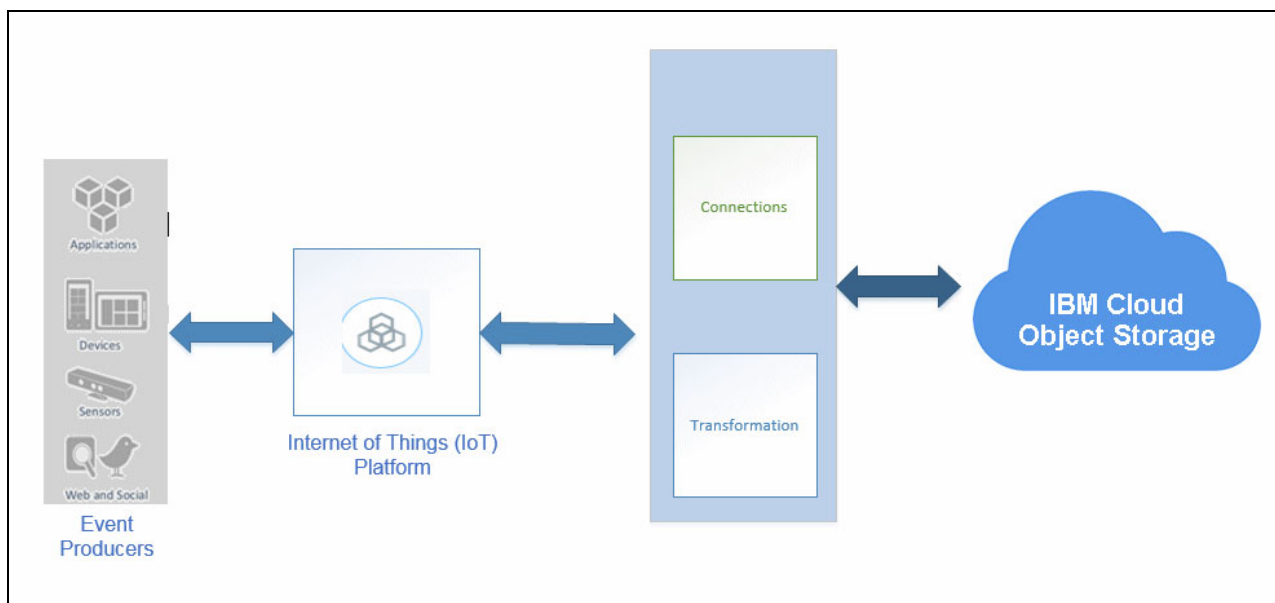 Applications
Devices
Sensors
Web and Social
Event
Producers
Internet of Things (IoT)
Platform
Connections
Transformation
IBM Cloud
Object Storage